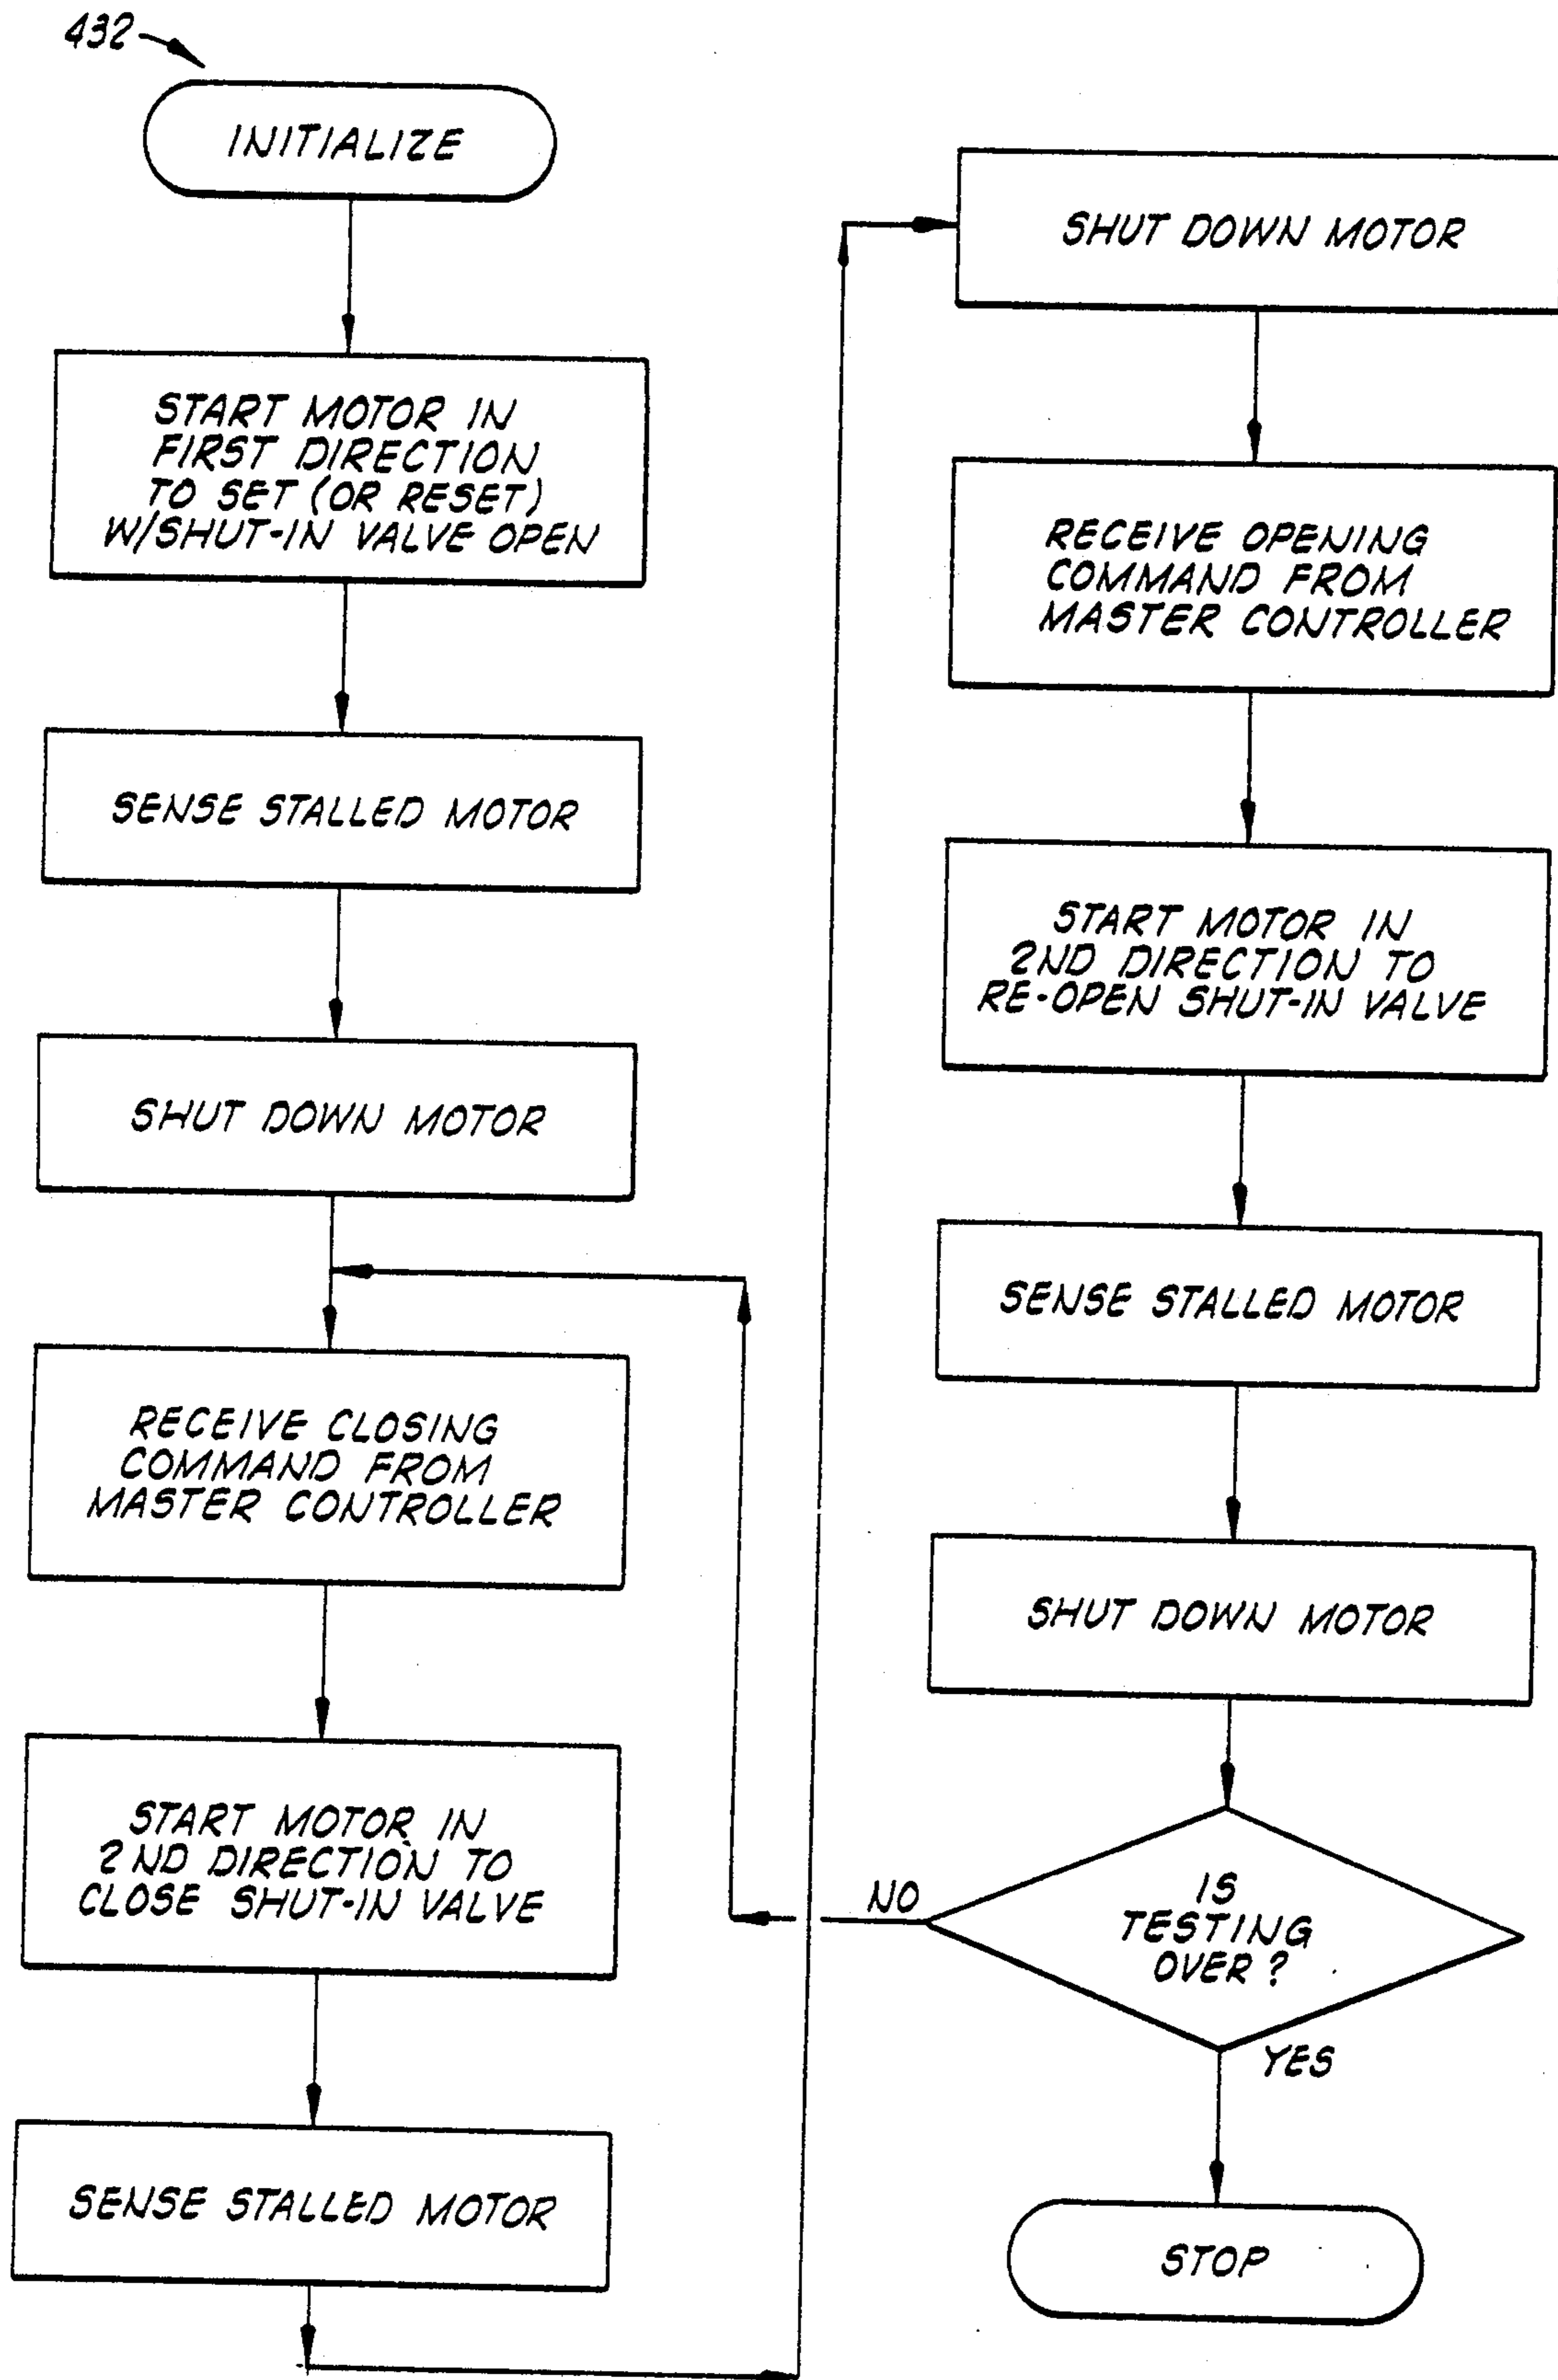 432
INITIALIZE
START MOTOR IN
FIRST DIRECTION
TO SET (OR RESET)
W/SHUT-IN VALVE OPEN
SENSE STALLED MOTOR
SHUT DOWN MOTOR
RECEIVE CLOSING
COMMAND FROM
MASTER CONTROLLER
START MOTOR IN
2ND DIRECTION TO
CLOSE SHUT-IN VALVE
SENSE STALLED MOTOR
SHUT DOWN MOTOR
RECEIVE OPENING
COMMAND FROM
MASTER CONTROLLER
START MOTOR IN
2ND DIRECTION TO
RE-OPEN SHUT-IN VALVE
SENSE STALLED MOTOR
SHUT DOWN MOTOR
IS
TESTING
OVER?
NO
YES
STOP